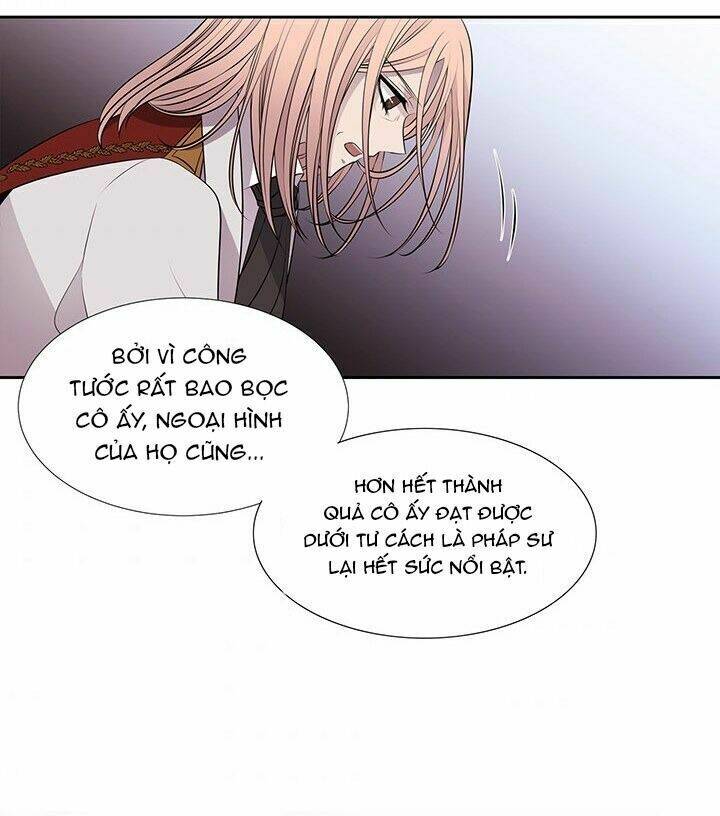 BỞI VÌ CÔNG
TƯỚC RẤT BAO BỌC
CÔ ẤY, NGOẠI HÌNH
CỦA HỌ CŨNG...
HƠN HẾT THÀNH
QUẢ CÔ ẤY ĐẠT ĐƯỢC
DƯỚI TƯ CÁCH LÀ PHÁP SƯ
LẠI HẾT SỨC NỔI BẬT.